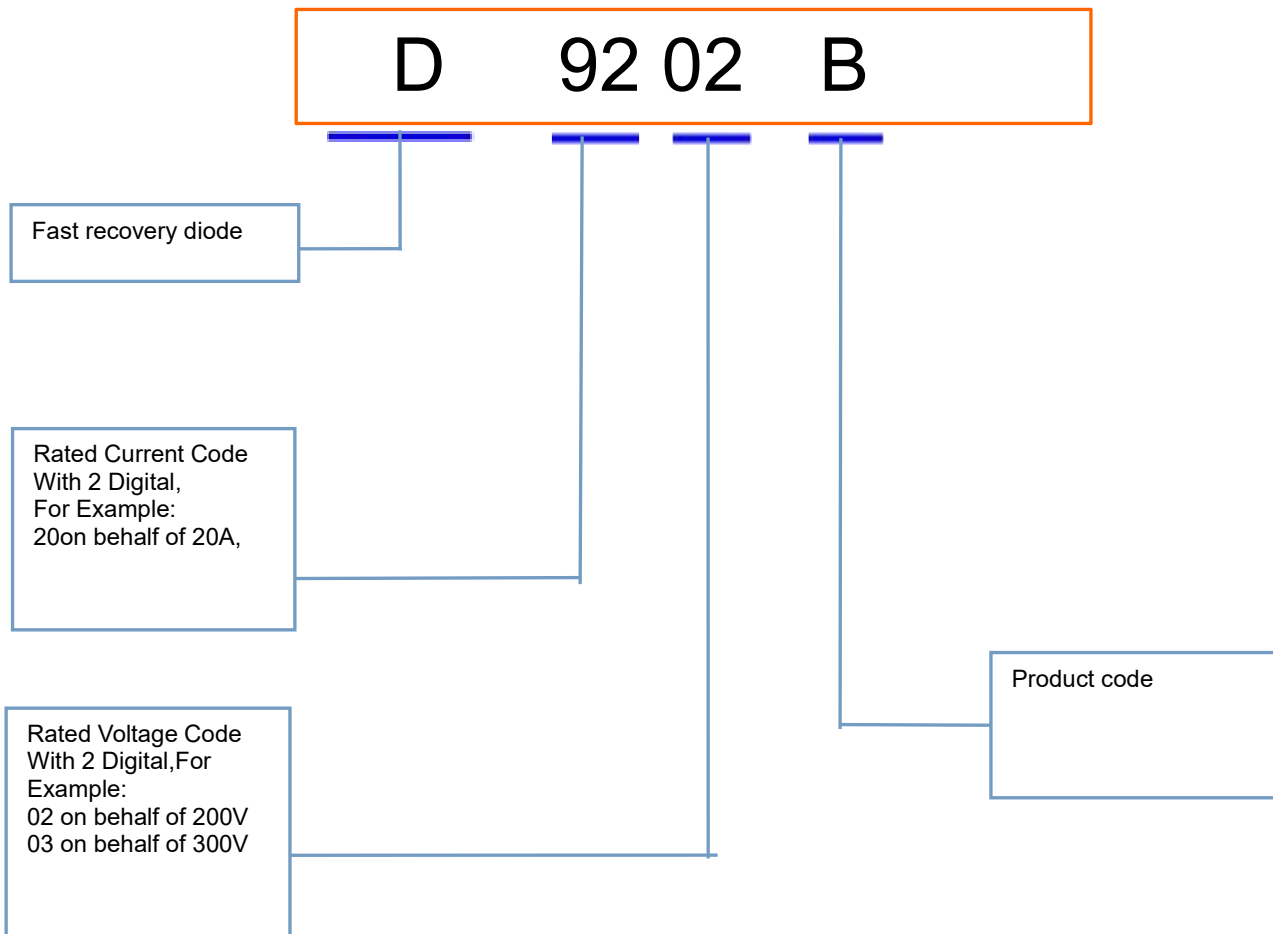 D 92 02 B
Fast recovery diode
Rated Current Code
With 2 Digital,
For Example:
20on behalf of 20A,
Rated Voltage Code
With 2 Digital,For
Example:
02 on behalf of 200V
03 on behalf of 300V
Product code